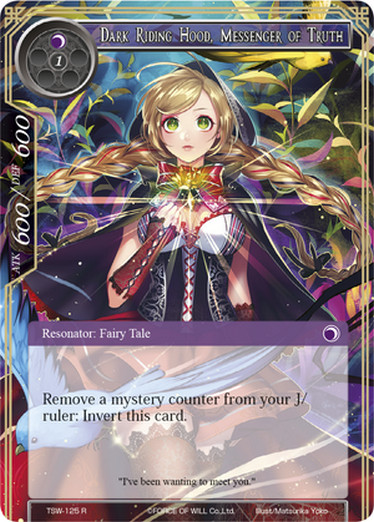 Dark Riding Hood, Messenger of Truth
1
ATK 600 DEF 600
Resonator: Fairy Tale
Remove a mystery counter from your J/
ruler: Invert this card.
"I've been wanting to meet you."
TSW-125 R ©FORCE OF WILL Co.,Ltd. Illust/Matsurika Yoko